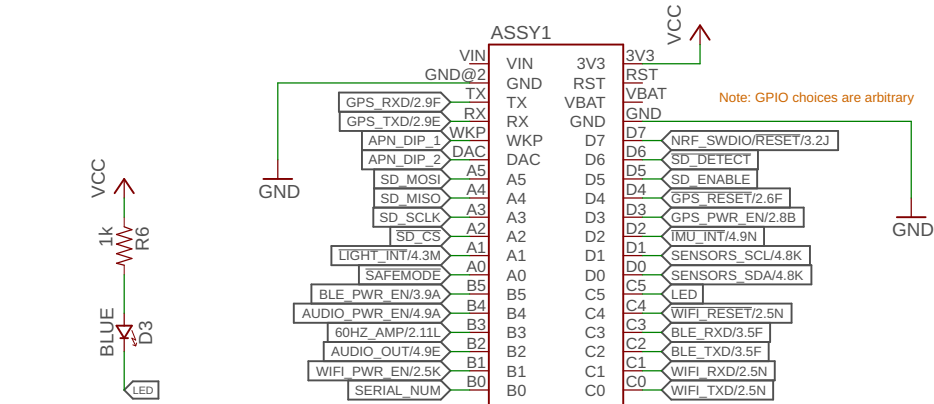 VCC
ASSY1
VIN VIN 3V3 3V3
GND@2 GND RST RST
TX TX VBAT VBAT
Note: GPIO choices are arbitrary
GPS_RXD/2.9F
RX RX GND GND
GPS_TXD/2.9E
WKP WKP D7 D7
APN_DIP_1 NRF_SWDIO/RESET/3.2J
DAC DAC D6 D6
APN_DIP_2 SD_DETECT
A5 A5 D5 D5
SD_MOSI SD_ENABLE
A4 A4 D4 D4
SD_MISO GPS_RESET/2.6F
A3 A3 D3 D3
SD_SCLK GPS_PWR_EN/2.8B
A2 A2 D2 D2
SD_CS IMU_INT/4.9N
A1 A1 D1 D1
LIGHT_INT/4.3M SENSORS_SCL/4.8K
A0 A0 D0 D0
SAFEMODE SENSORS_SDA/4.8K
B5 B5 C5 C5
BLE_PWR_EN/3.9A LED
B4 B4 C4 C4
AUDIO_PWR_EN/4.9A WIFI_RESET/2.5N
B3 B3 C3 C3
60HZ_AMP/2.11L BLE_RXD/3.5F
B2 B2 C2 C2
AUDIO_OUT/4.9E BLE_TXD/3.5F
B1 B1 C1 C1
WIFI_PWR_EN/2.5K WIFI_RXD/2.5N
B0 B0 C0 C0
SERIAL_NUM WIFI_TXD/2.5N
GND
GND
VCC
1k
R6
BLUE
D3
LED